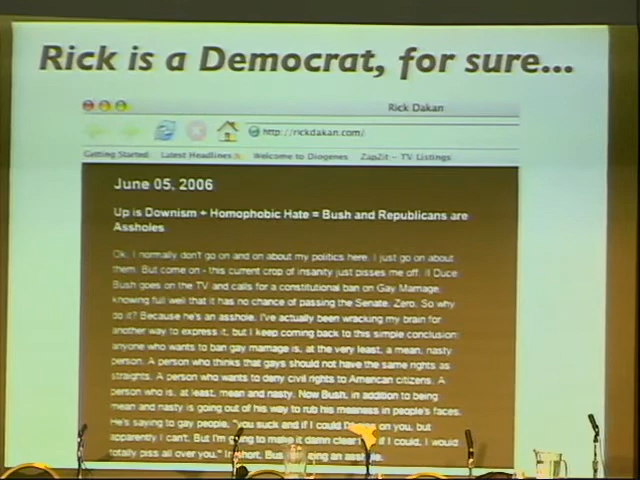 Rick is a Democrat, for sure...
Rick Dakan
http://rickdakan.com/
Getting Started Latest Headlines Welcome to Diogenes Zap2it - TV Listings
June 05, 2006
Up is Downism + Homophobic Hate = Bush and Republicans are
Assholes
Ok, I normally don't go on and on about my politics here. I just go on about
them. But come on - this current crop of insanity just pisses me off. Il Duce
Bush goes on the TV and calls for a constitutional ban on Gay Marriage,
knowing full well that it has no chance of passing the Senate. Zero. So why
do it? Because he's an asshole. I've actually been wracking my brain for
another way to express it, but I keep coming back to this simple conclusion:
anyone who wants to ban gay marriage is, at the very least, a mean, nasty
person. A person who thinks that gays should not have the same rights as
straights. A person who wants to deny civil rights to American citizens. A
person who is, at least, mean and nasty. Now Bush, in addition to being
mean and nasty is going out of his way to rub his meanness in people's faces.
He's saying to gay people, "you suck and if I could on you, but
apparently I can't. But I'm going to make it damn clear if I could, I would
totally piss all over you." In short, Bush being an asshole.